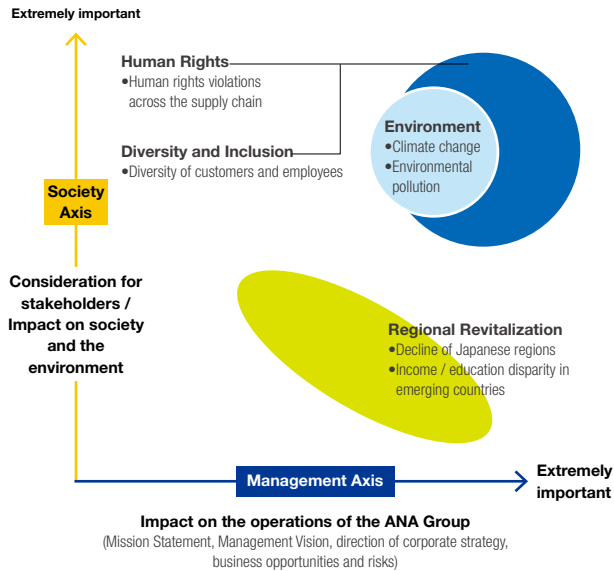 Extremely important
Human Rights
•Human rights violations
across the supply chain
Diversity and Inclusion
•Diversity of customers and employees
Environment
•Climate change
•Environmental
pollution
Society
Axis
Consideration for
stakeholders /
Impact on society
and the
environment
Regional Revitalization
•Decline of Japanese regions
•Income / education disparity in
emerging countries
Management Axis
Extremely
important
Impact on the operations of the ANA Group
(Mission Statement, Management Vision, direction of corporate strategy,
business opportunities and risks)